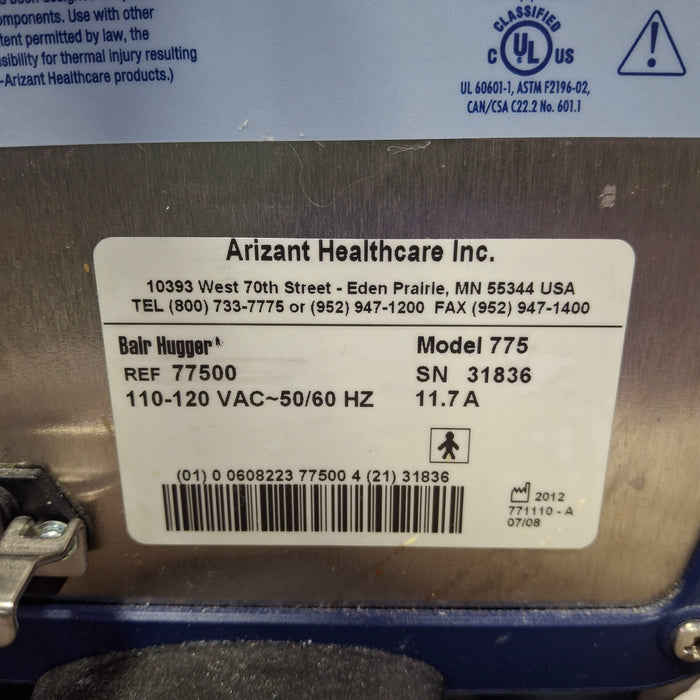 omponents. Use with other
tent permitted by law, the
sibility for thermal injury resulting
-Arizant Healthcare products.)
CLASSIFIED
C UL US
UL 60601-1, ASTM F2196-02,
CAN/CSA C22.2 No. 601.1
Arizant Healthcare Inc.
10393 West 70th Street - Eden Prairie, MN 55344 USA
TEL (800) 733-7775 or (952) 947-1200 FAX (952) 947-1400
Bair Hugger
Model 775
REF 77500
SN 31836
110-120 VAC~50/60 HZ
11.7 A
(01) 0 0608223 77500 4 (21) 31836
2012
771110 - A
07/08